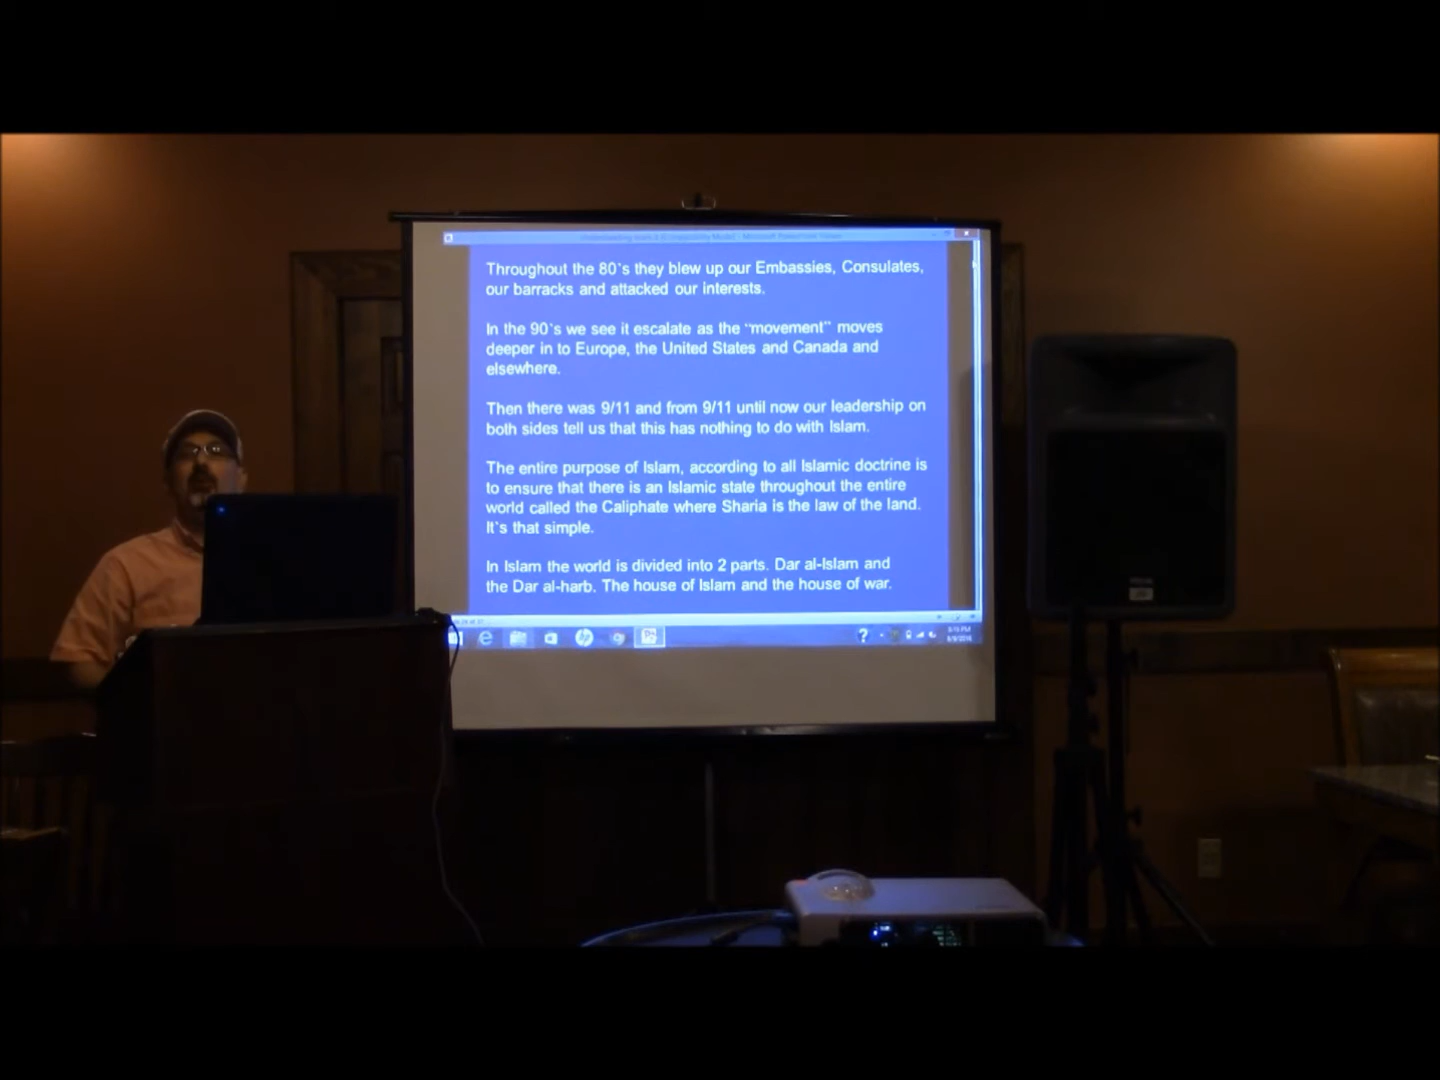 Throughout the 80's they blew up our Embassies, Consulates,
our barracks and attacked our interests.
In the 90's we see it escalate as the "movement" moves
deeper in to Europe, the United States and Canada and
elsewhere.
Then there was 9/11 and from 9/11 until now our leadership on
both sides tell us that this has nothing to do with Islam.
The entire purpose of Islam, according to all Islamic doctrine is
to ensure that there is an Islamic state throughout the entire
world called the Caliphate where Sharia is the law of the land.
It's that simple.
In Islam the world is divided into 2 parts. Dar al-Islam and
the Dar al-harb. The house of Islam and the house of war.